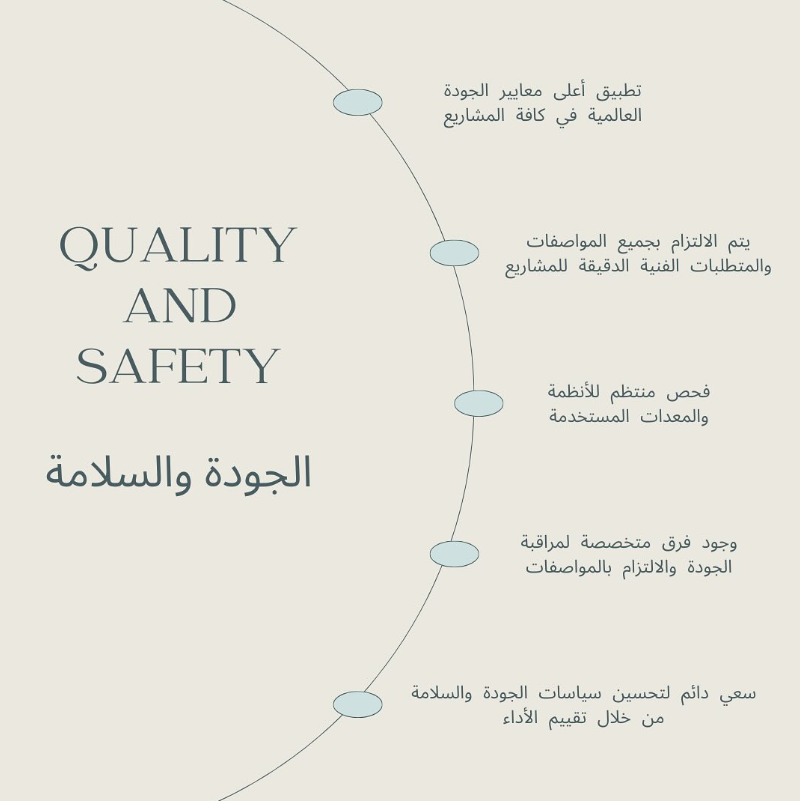 QUALITY
AND
SAFETY
الجودة والسلامة
تطبيق أعلى معايير الجودة
العالمية في كافة المشاريع
يتم الالتزام بجميع المواصفات
والمتطلبات الفنية الدقيقة للمشاريع
فحص منتظم للأنظمة
والمعدات المستخدمة
وجود فرق متخصصة لمراقبة
الجودة والالتزام بالمواصفات
سعي دائم لتحسين سياسات الجودة والسلامة
من خلال تقييم الأداء